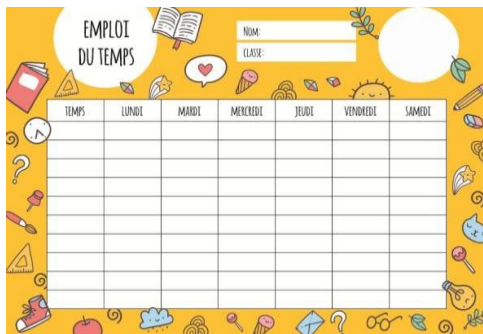 EMPLOI
DU TEMPS
NOM:
CLASSE:
TEMPS LUNDI MARDI MERCREDI JEUDI VENDREDI SAMEDI